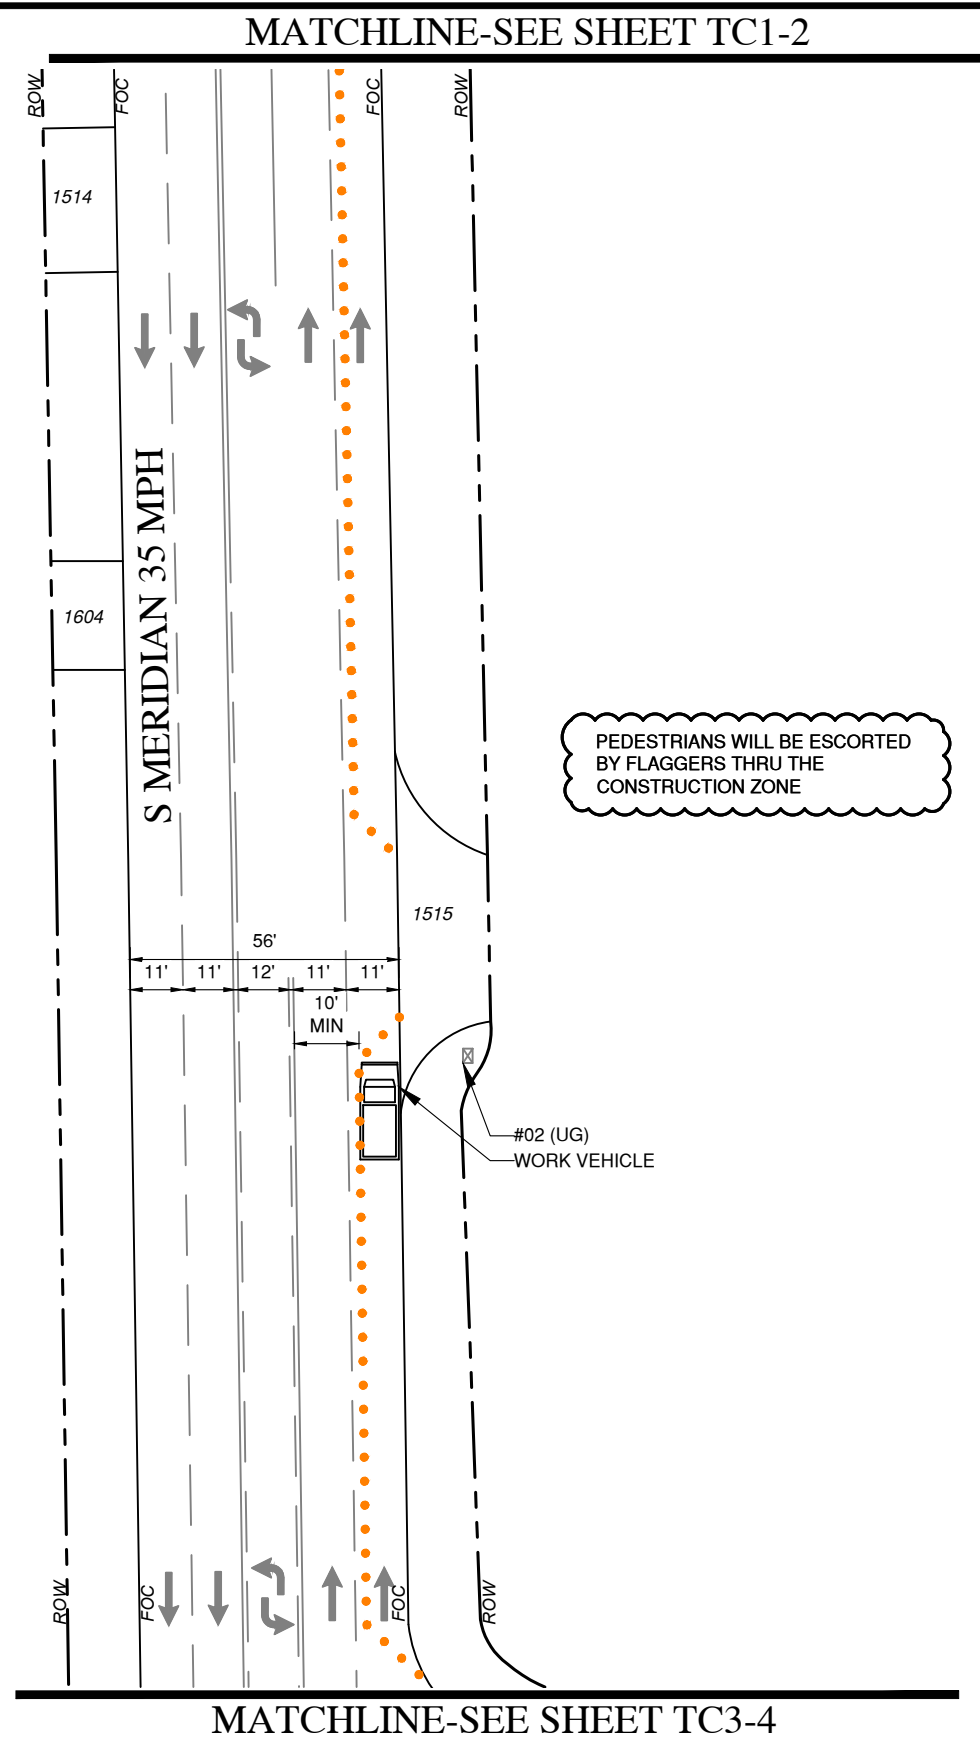 MATCHLINE-SEE SHEET TC1-2
ROW
FOC
FOC
ROW
1514
S MERIDIAN 35 MPH
1604
PEDESTRIANS WILL BE ESCORTED
BY FLAGGERS THRU THE
CONSTRUCTION ZONE
1515
56'
11'
11'
12'
11'
11'
10'
MIN
#02 (UG)
WORK VEHICLE
ROW
FOC
FOC
ROW
MATCHLINE-SEE SHEET TC3-4